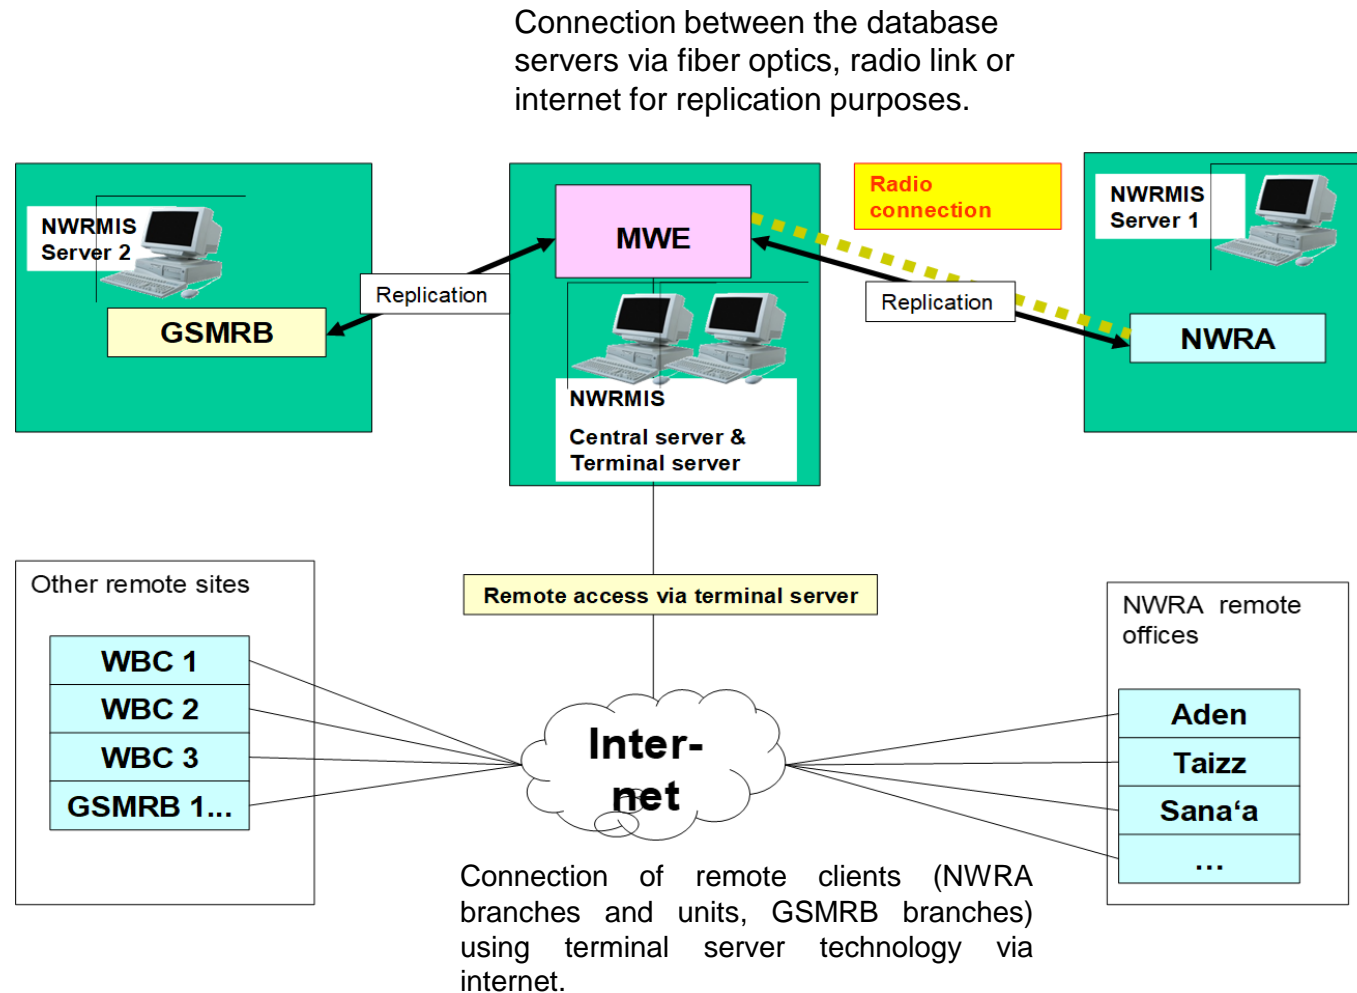 Connection between the database
servers via fiber optics, radio link or
internet for replication purposes.
NWRMIS
Server 2
GSMRB
Replication
MWE
NWRMIS
Central server &
Terminal server
Radio
connection
Replication
NWRMIS
Server 1
NWRA
Other remote sites
WBC 1
WBC 2
WBC 3
GSMRB 1...
Remote access via terminal server
Inter-
net
NWRA remote
offices
Aden
Taizz
Sana‘a
…
Connection of remote clients (NWRA
branches and units, GSMRB branches)
using terminal server technology via
internet.